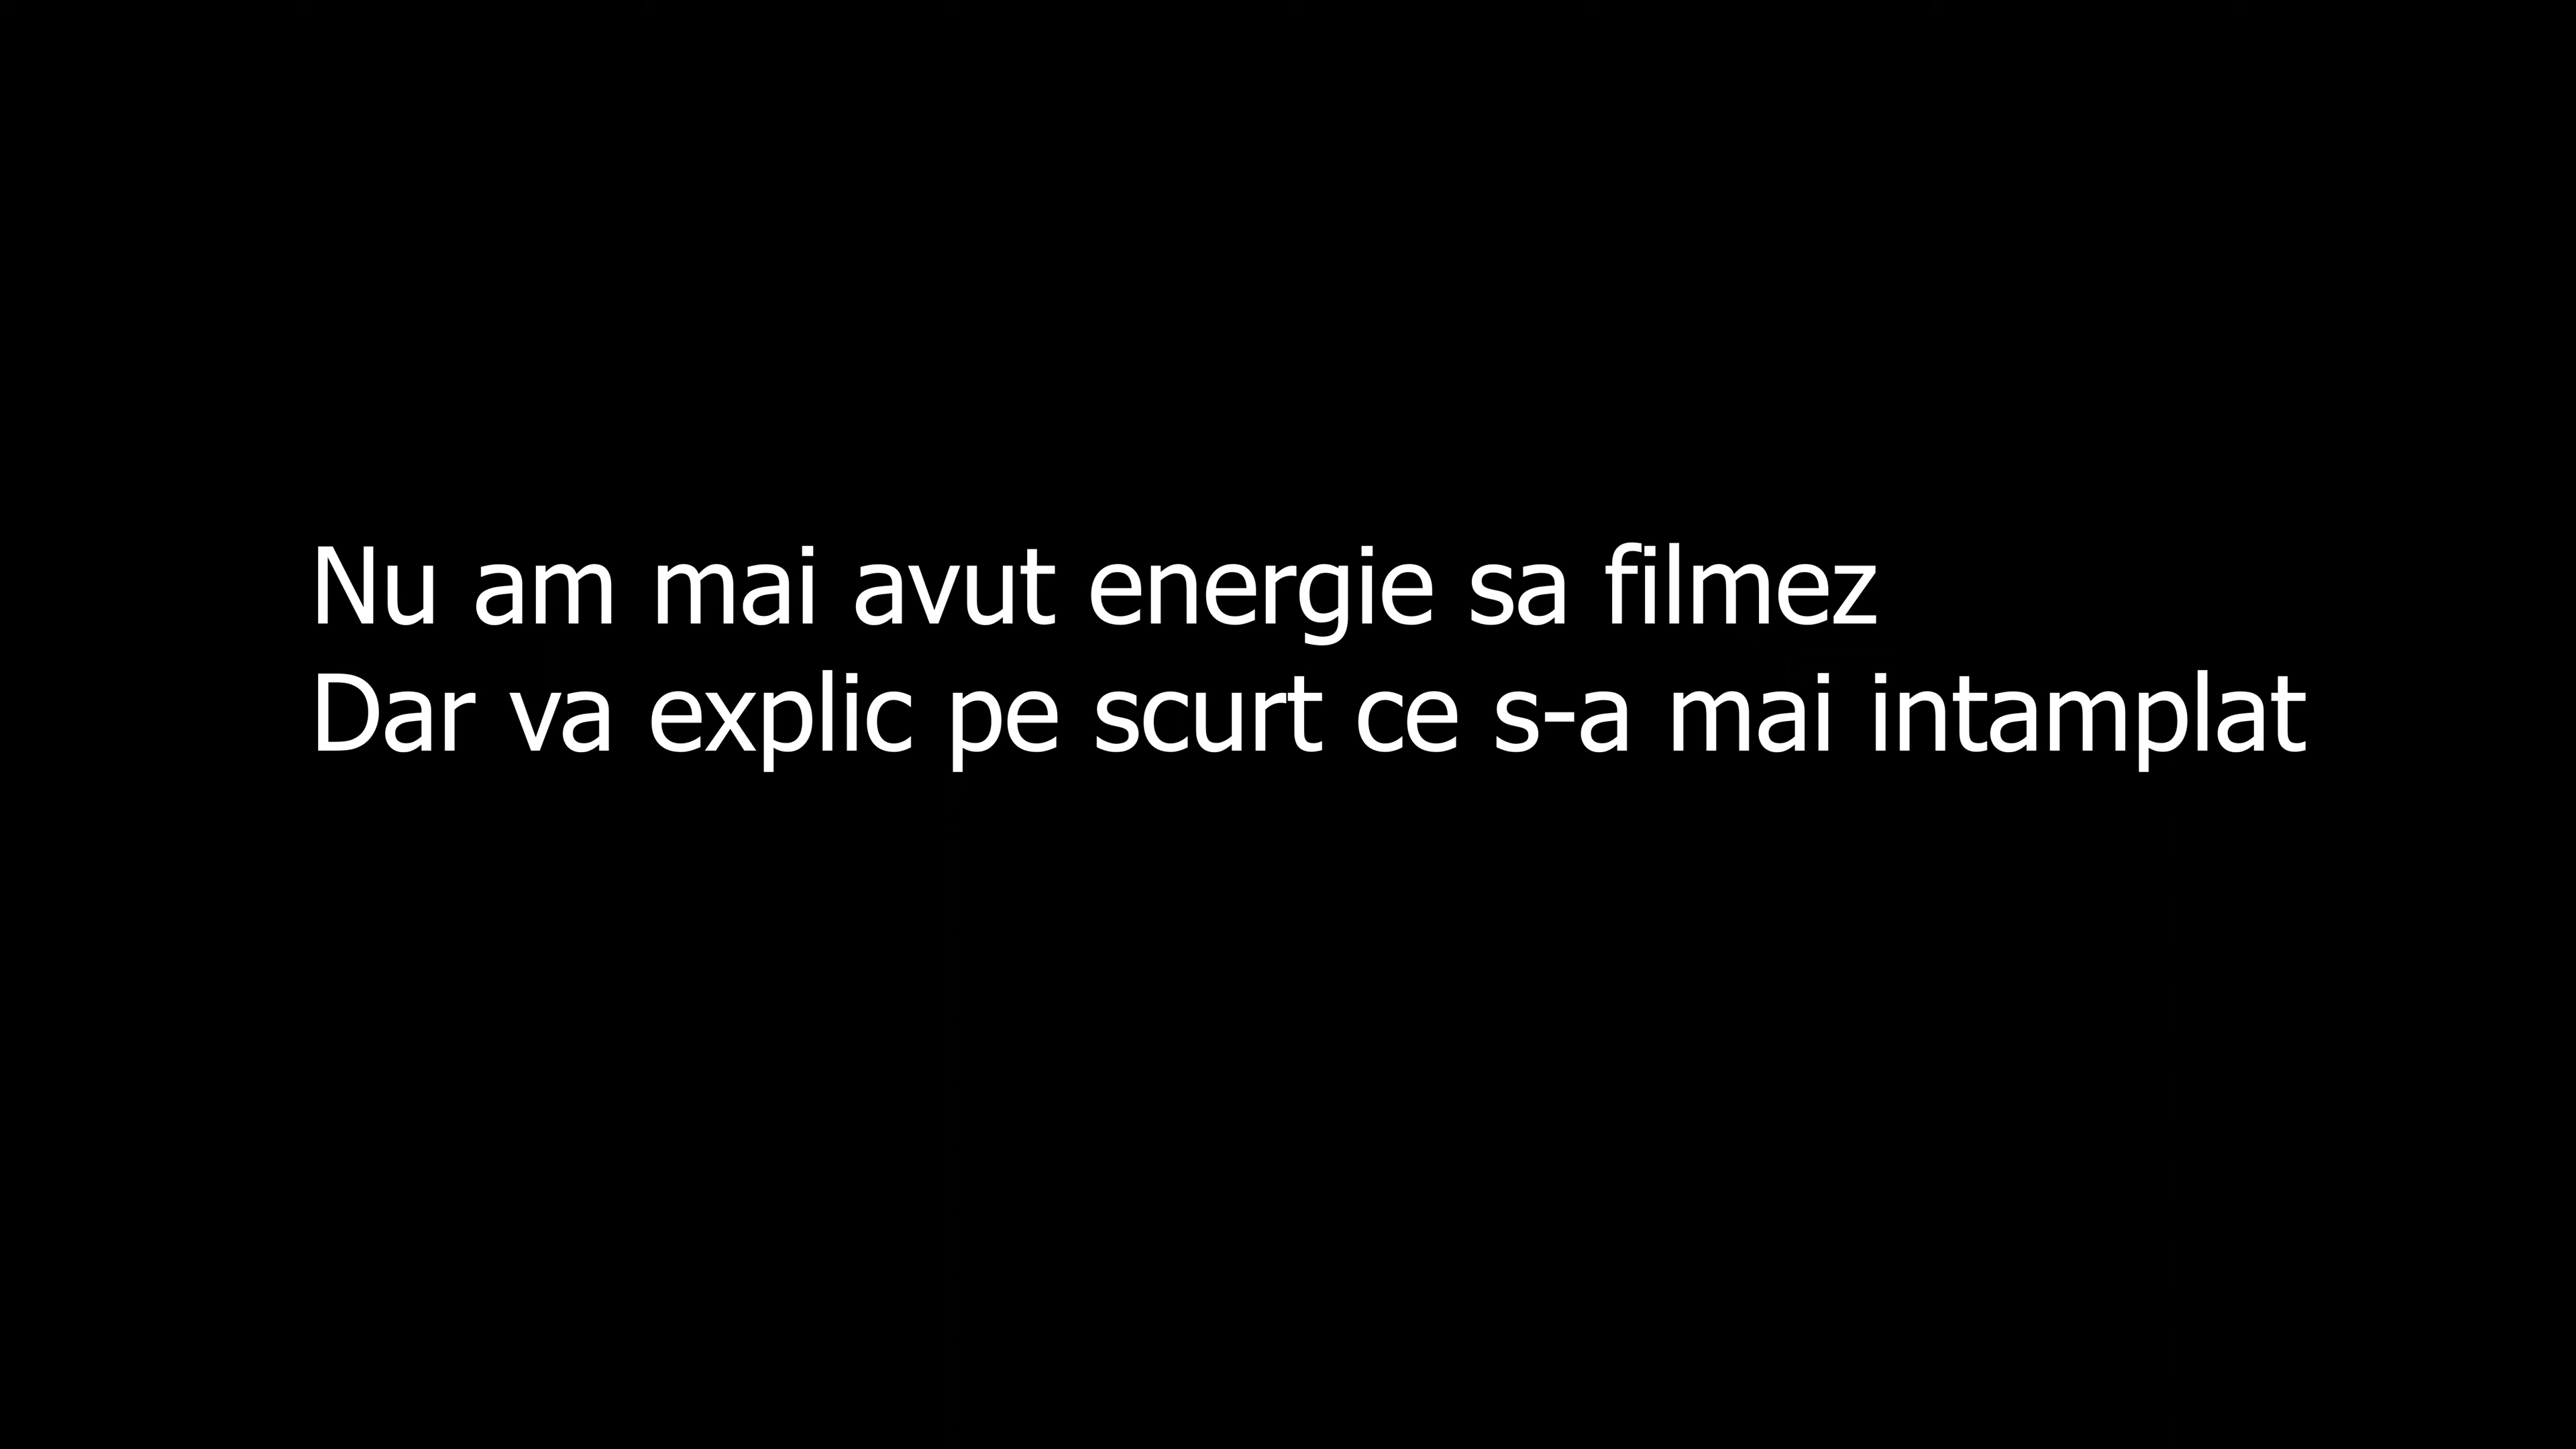 Nu am mai avut energie sa filmez
Dar va explic pe scurt ce s-a mai intamplat